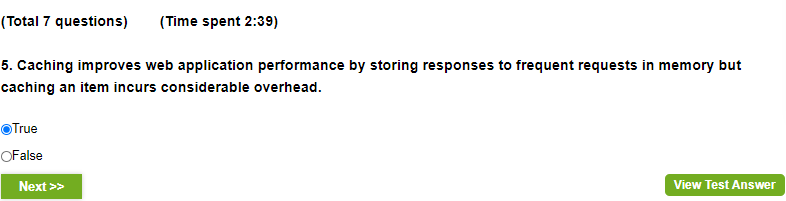 (Total 7 questions) (Time spent 2:39)
5. Caching improves web application performance by storing responses to frequent requests in memory but
caching an item incurs considerable overhead.
True
False
Next >>
View Test Answer